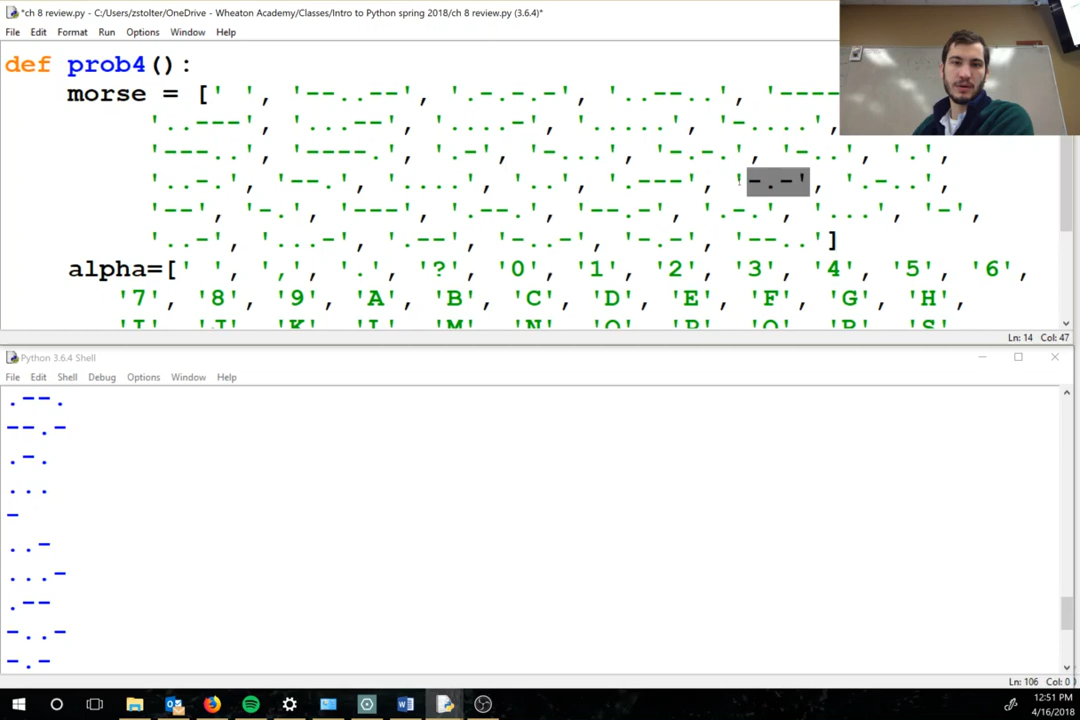 *ch 8 review.py - C:/Users/zstolter/OneDrive - Wheaton Academy/Classes/Intro to Python spring 2018/ch 8 review.py (3.6.4)*
File Edit Format Run Options Window Help
def prob4():
morse = [' ', '--..--', '.-.-.-', '..--..', '----
'..---', '...--', '....-', '.....', '-....',
'---..', '----.', '.-', '-...', '-.-.', '-..', '.',
'..-.', '--.', '....', '..', '.---', '-.-', '.-..',
'--', '-.', '---', '.--.', '--.-', '.-.', '...', '-',
'..-', '...-', '.--', '-..-', '-.-', '--..']
alpha=[' ', ',', '.', '?', '0', '1', '2', '3', '4', '5', '6',
'7', '8', '9', 'A', 'B', 'C', 'D', 'E', 'F', 'G', 'H',
'I', 'J', 'K', 'L', 'M', 'N', 'O', 'P', 'Q', 'R', 'S'
Ln: 14 Col: 47
Python 3.6.4 Shell
File Edit Shell Debug Options Window Help
.--.
--.-
.-.
...
-
..-
...-
.--
-..-
-.-
Ln: 106 Col: 0
12:51 PM
4/16/2018